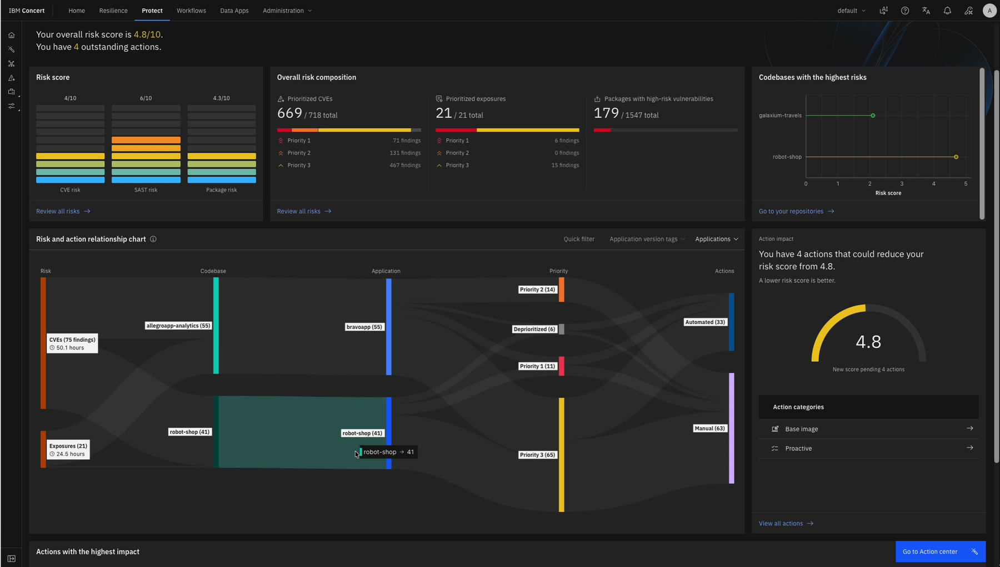 IBM Concert
Home
Resilience
Protect
Workflows
Data Apps
Administration
default
A
Your overall risk score is 4.8/10.
You have 4 outstanding actions.
Risk score
4/10
6/10
4.3/10
CVE risk
SAST risk
Package risk
Review all risks
Overall risk composition
Prioritized CVEs
669 / 718 total
Priority 1 71 findings
Priority 2 131 findings
Priority 3 467 findings
Prioritized exposures
21 / 21 total
Priority 1 6 findings
Priority 2 0 findings
Priority 3 15 findings
Packages with high-risk vulnerabilities
179 / 1547 total
Review all risks
Codebases with the highest risks
galaxium-travels
robot-shop
0 1 2 3 4 5
Risk score
Go to your repositories
Risk and action relationship chart
Quick filter
Application version tags
Applications
Risk
Codebase
Application
Priority
Actions
CVEs (75 findings)
50.1 hours
Exposures (21)
24.5 hours
allegroapp-analytics (55)
robot-shop (41)
bravoapp (55)
robot-shop (41)
robot-shop → 41
Priority 2 (14)
Deprioritized (6)
Priority 1 (11)
Priority 3 (65)
Automated (33)
Manual (63)
Action impact
You have 4 actions that could reduce your
risk score from 4.8.
A lower risk score is better.
4.8
New score pending 4 actions
Action categories
Base image
Proactive
View all actions
Actions with the highest impact
Go to Action center